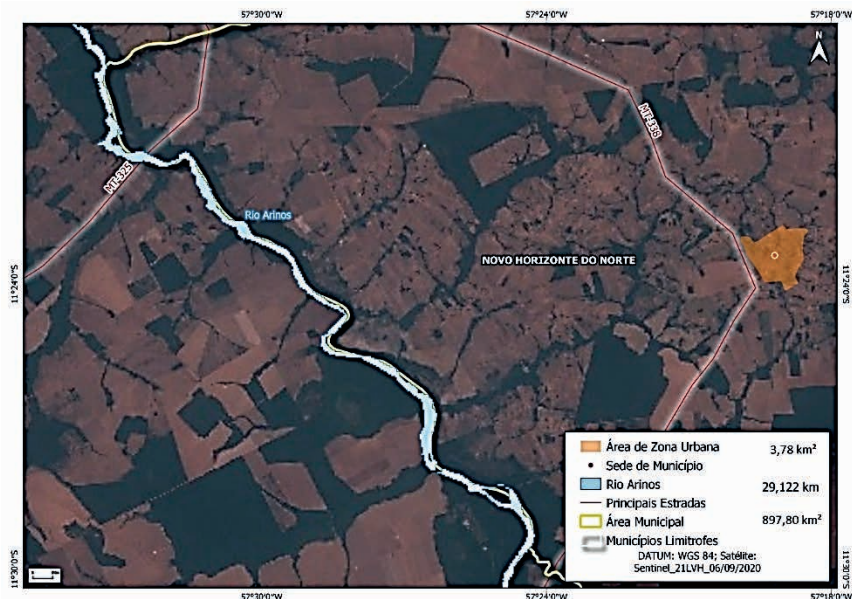 57°30'0"O 57°24'0"O 57°18'0"O
N
MT-338
MT-325
Rio Arinos
NOVO HORIZONTE DO NORTE
11°24'0"S 11°24'0"S
Área de Zona Urbana 3,78 km²
Sede de Município
Rio Arinos 29,122 km
Principais Estradas
Área Municipal 897,80 km²
Municípios Limitrofes
DATUM: WGS 84; Satélite:
Sentinel_21LVH_06/09/2020
11°30'0"S 11°30'0"S
57°30'0"O 57°24'0"O 57°18'0"O